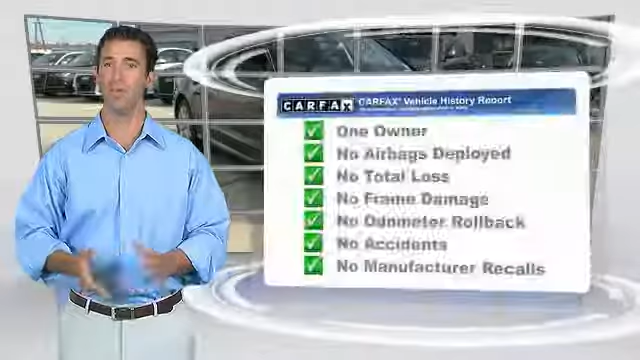 CARFAX CARFAX® Vehicle History Report
One Owner
No Airbags Deployed
No Total Loss
No Frame Damage
No Odometer Rollback
No Accidents
No Manufacturer Recalls